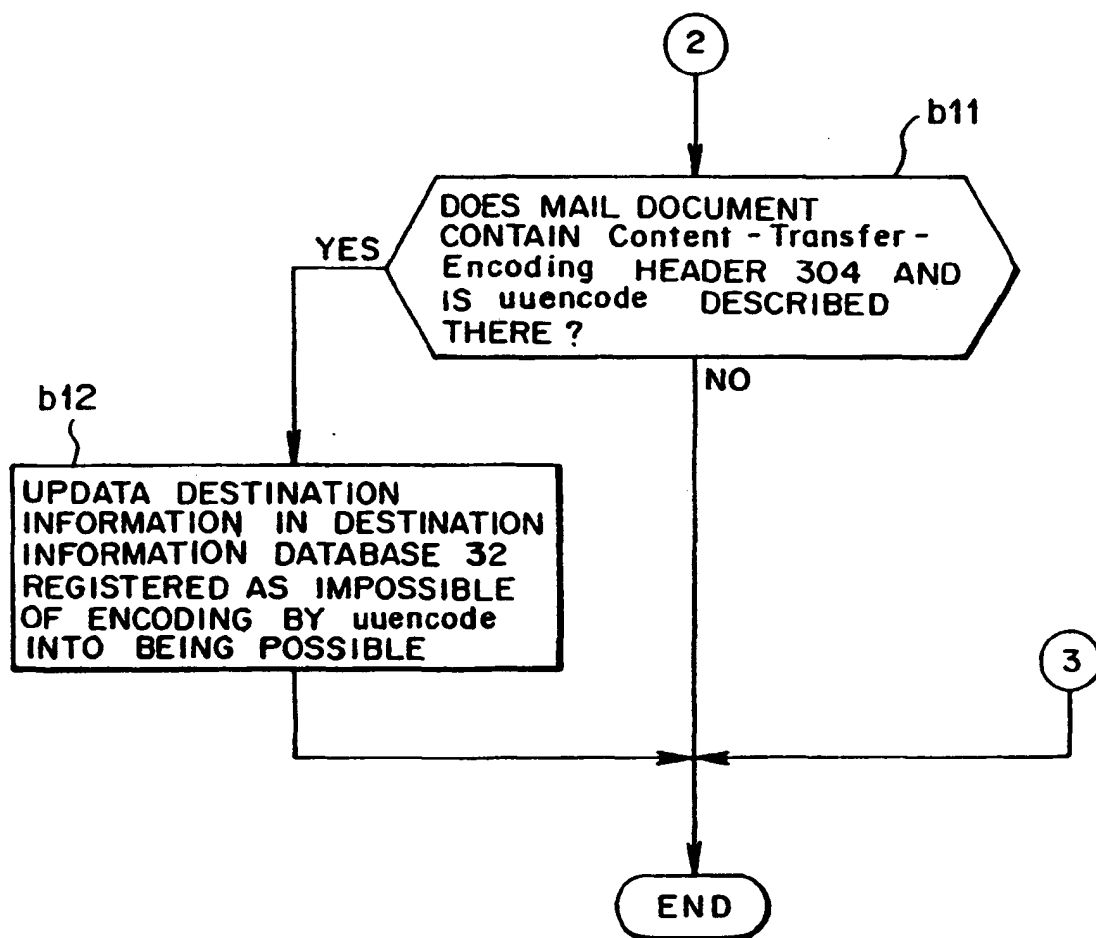 2
b11
DOES MAIL DOCUMENT
CONTAIN Content-Transfer-
Encoding HEADER 304 AND
IS uuencode DESCRIBED
THERE?
YES
NO
b12
UPDATA DESTINATION
INFORMATION IN DESTINATION
INFORMATION DATABASE 32
REGISTERED AS IMPOSSIBLE
OF ENCODING BY uuencode
INTO BEING POSSIBLE
3
END